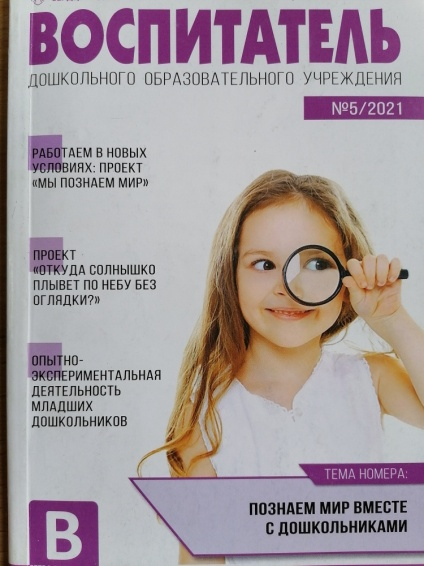 ВОСПИТАТЕЛЬ
ДОШКОЛЬНОГО ОБРАЗОВАТЕЛЬНОГО УЧРЕЖДЕНИЯ
№5/2021
РАБОТАЕМ В НОВЫХ
УСЛОВИЯХ: ПРОЕКТ
«МЫ ПОЗНАЕМ МИР»
ПРОЕКТ
«ОТКУДА СОЛНЫШКО
ПЛЫВЕТ ПО НЕБУ БЕЗ
ОГЛЯДКИ?»
ОПЫТНО-
ЭКСПЕРИМЕНТАЛЬНАЯ
ДЕЯТЕЛЬНОСТЬ
МЛАДШИХ
ДОШКОЛЬНИКОВ
ТЕМА НОМЕРА:
ПОЗНАЕМ МИР ВМЕСТЕ
С ДОШКОЛЬНИКАМИ
В